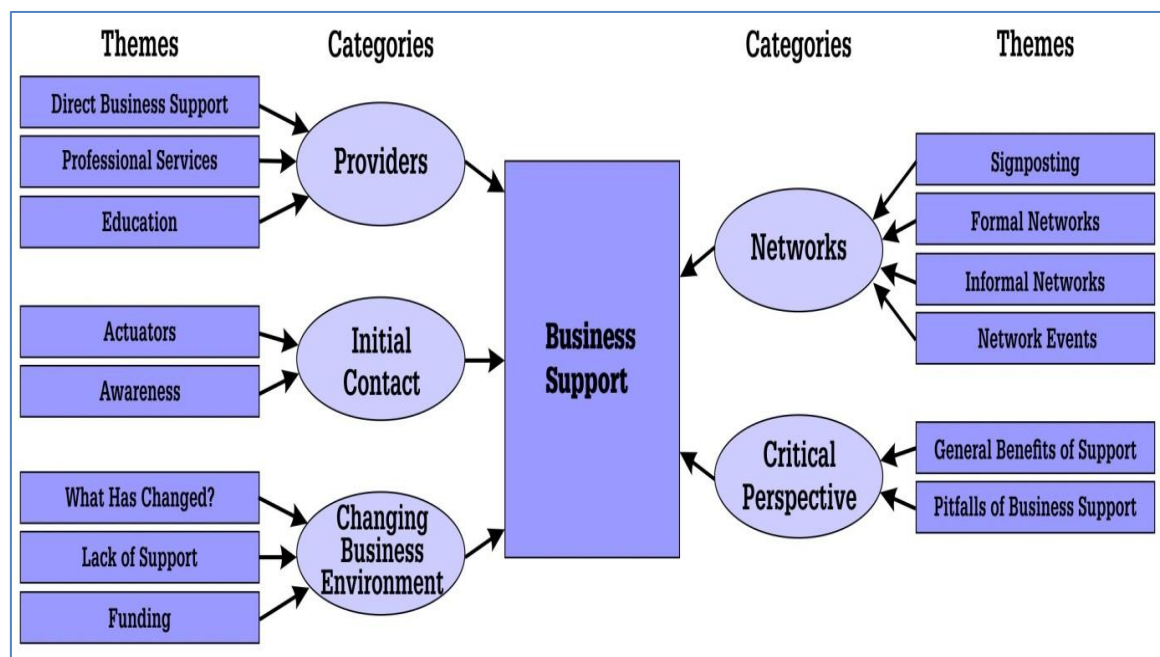 Themes
Categories
Categories
Themes
Direct Business Support
Professional Services
Education
Providers
Actuators
Awareness
Initial
Contact
What Has Changed?
Lack of Support
Funding
Changing
Business
Environment
Business
Support
Networks
Signposting
Formal Networks
Informal Networks
Network Events
Critical
Perspective
General Benefits of Support
Pitfalls of Business Support